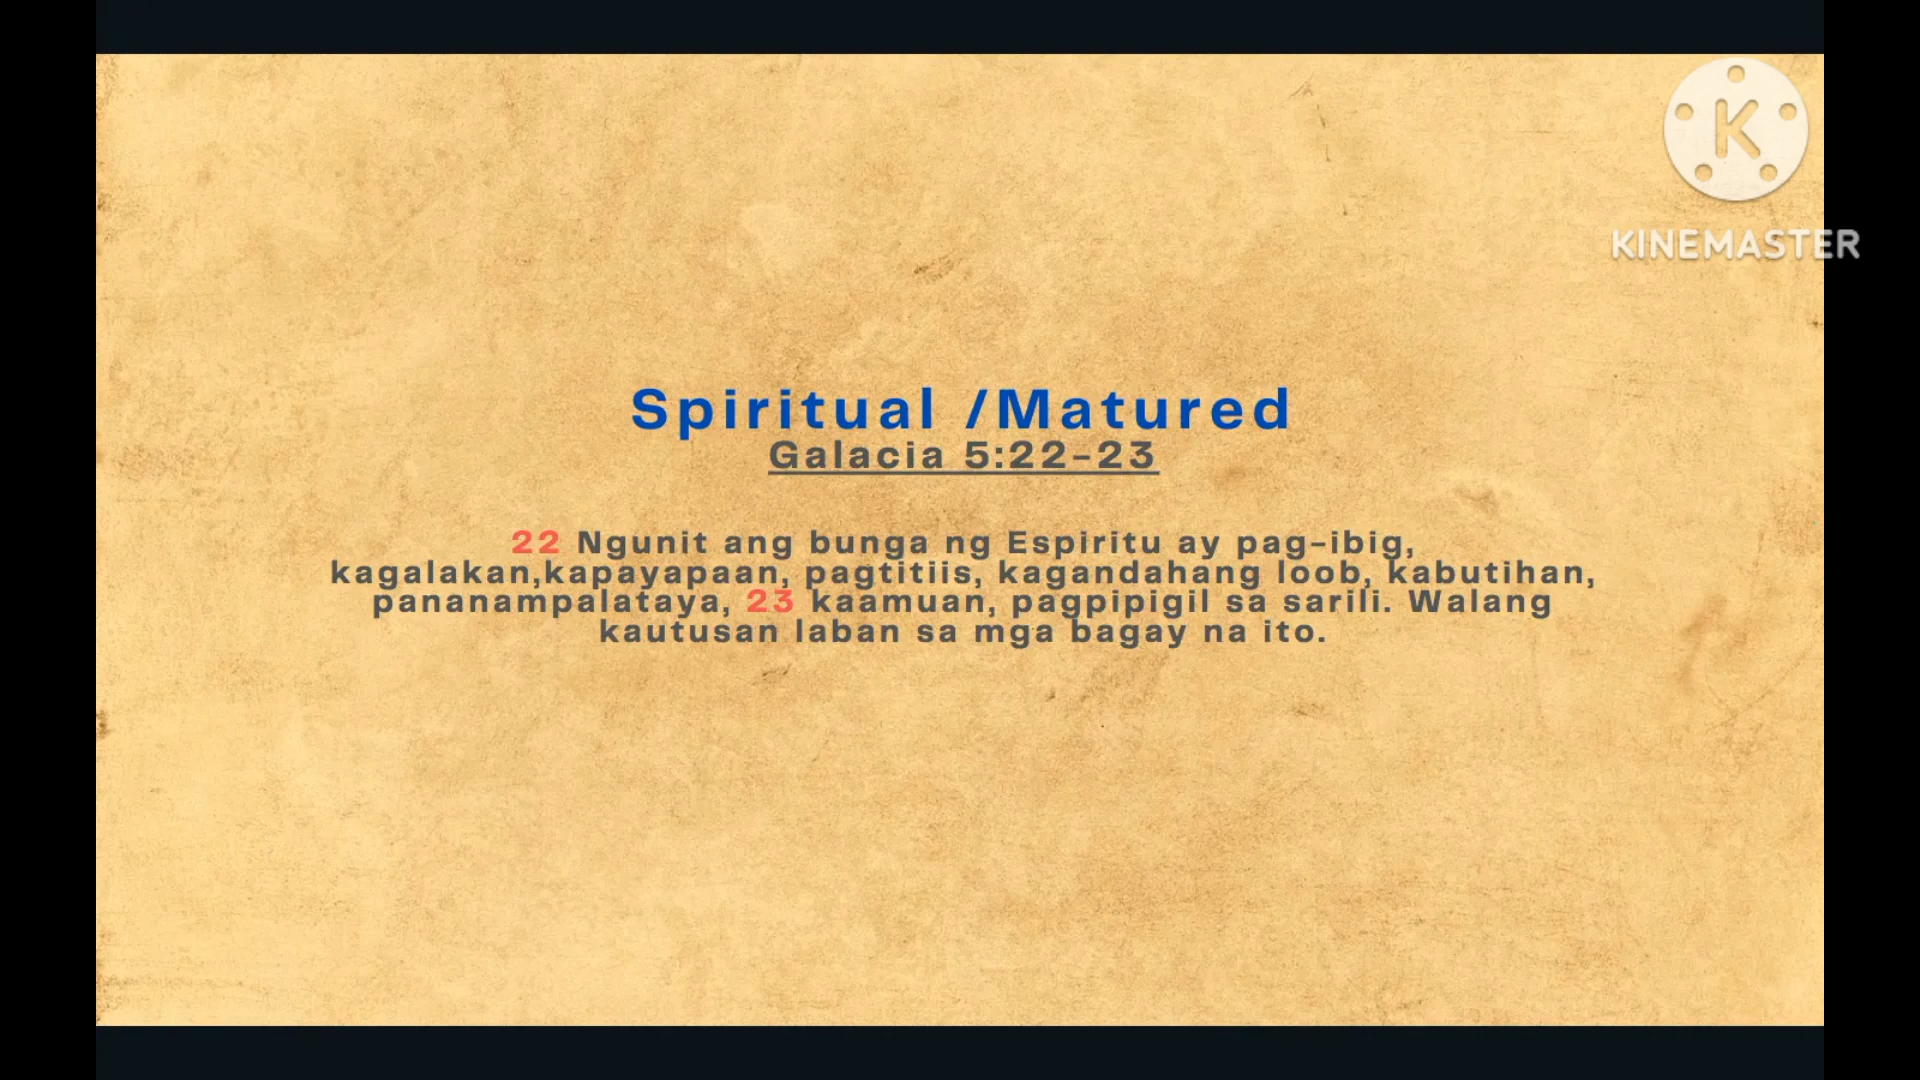 K
KINEMASTER
Spiritual /Matured
Galacia 5:22-23
22 Ngunit ang bunga ng Espiritu ay pag-ibig,
kagalakan,kapayapaan, pagtitiis, kagandahang loob, kabutihan,
pananampalataya, 23 kaamuan, pagpipigil sa sarili. Walang
kautusan laban sa mga bagay na ito.